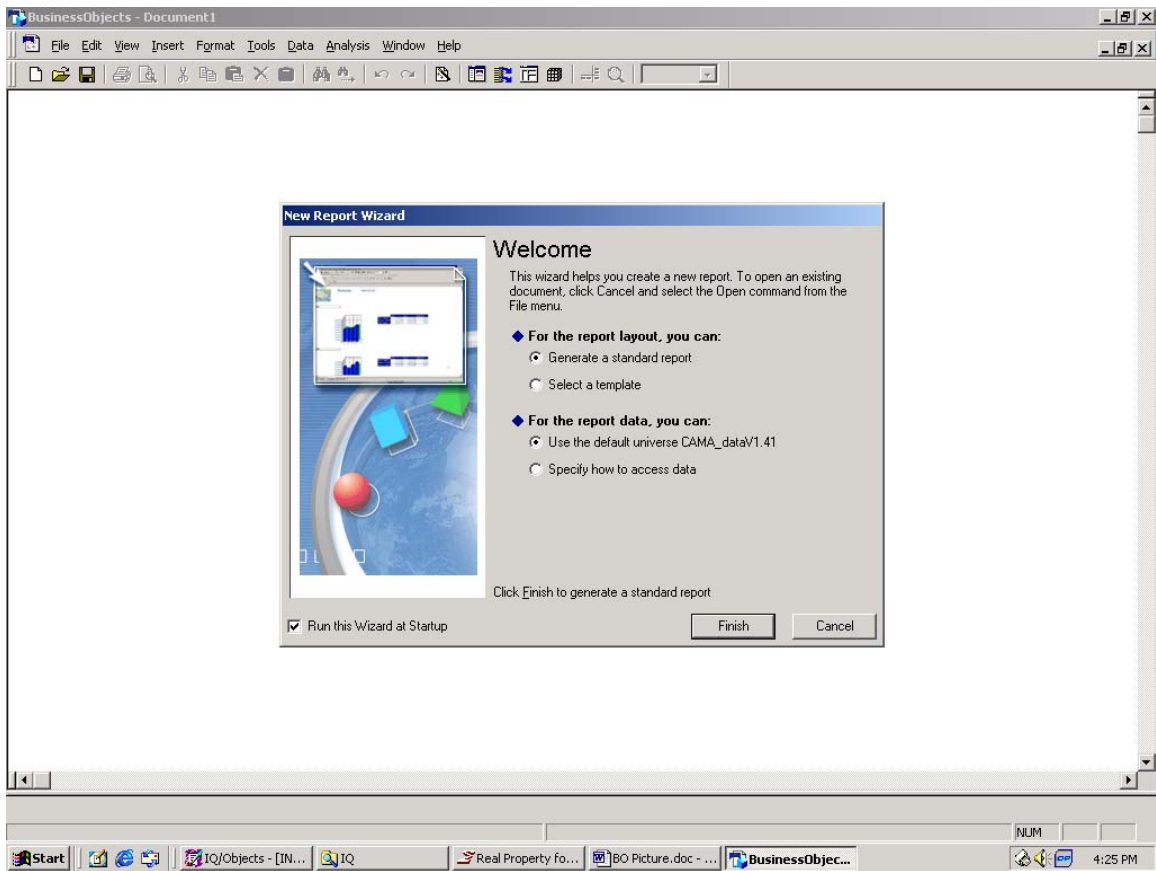 BusinessObjects - Document1
File Edit View Insert Format Tools Data Analysis Window Help
New Report Wizard
Welcome
This wizard helps you create a new report. To open an existing
document, click Cancel and select the Open command from the
File menu.
For the report layout, you can:
Generate a standard report
Select a template
For the report data, you can:
Use the default universe CAMA_dataV1.41
Specify how to access data
Click Finish to generate a standard report
Run this Wizard at Startup
Finish
Cancel
NUM
Start
IQ/Objects - [IN...
IQ
Real Property fo...
BO Picture.doc - ...
BusinessObjec...
4:25 PM